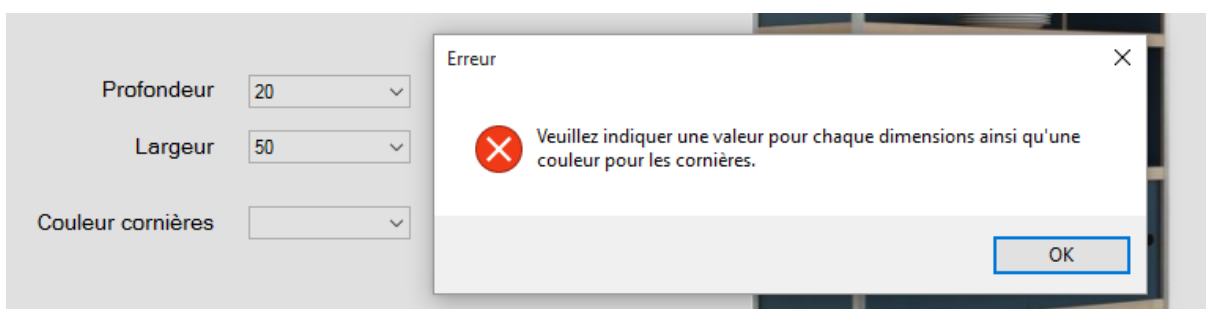 Erreur
Profondeur 20
Largeur 50
Veuillez indiquer une valeur pour chaque dimensions ainsi qu'une
couleur pour les cornières.
Couleur cornières
OK